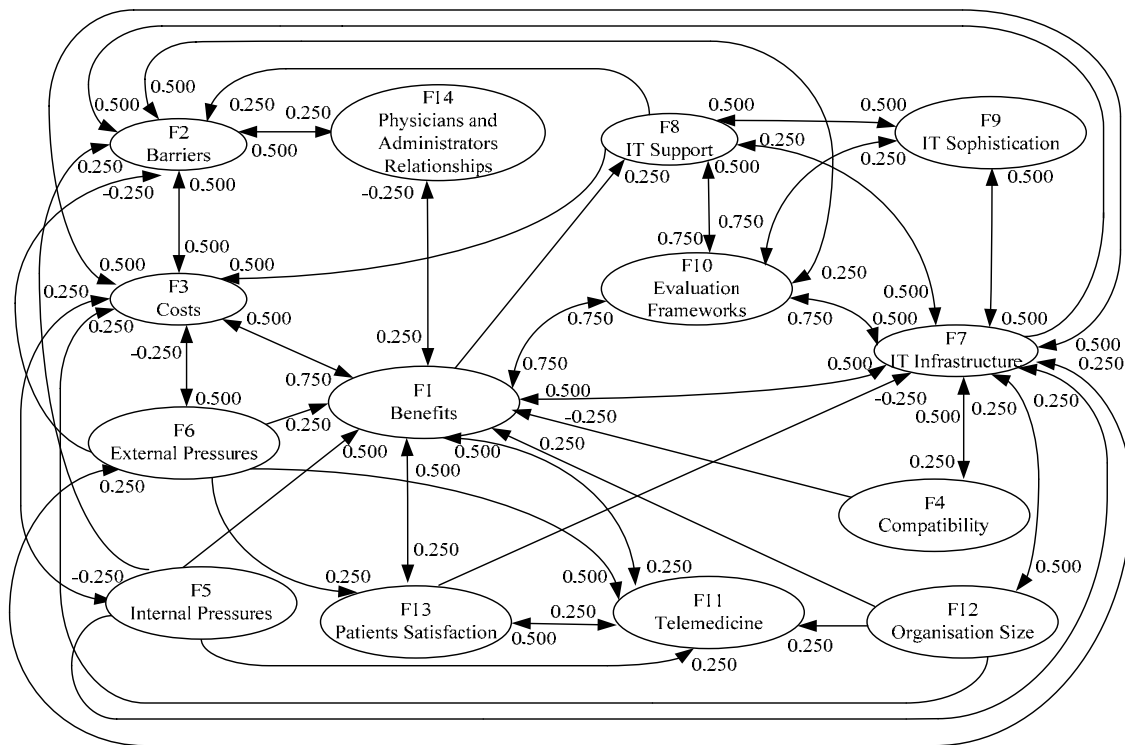 0.500
0.500
0.250
0.250
F14
Physicians and
Administrators
Relationships
0.500
0.500
F8
IT Support
F9
IT Sophistication
F2
Barriers
0.500
0.250
-0.250
0.500
-0.250
0.250
0.500
0.250
0.250
0.500
0.500
0.500
0.500
0.750
0.750
F10
Evaluation
Frameworks
0.250
F3
Costs
0.250
0.250
0.500
0.750
0.750
0.500
0.500
0.500
F7
IT Infrastructure
0.500
0.250
-0.250
0.250
0.750
0.750
F1
Benefits
0.500
0.500
-0.250
0.500
0.250
0.250
0.500
F6
External Pressures
0.250
0.500
0.500
0.500
-0.250
0.250
0.250
0.250
F4
Compatibility
0.250
0.250
0.500
0.250
0.500
-0.250
F5
Internal Pressures
F13
Patients Satisfaction
0.250
0.500
F11
Telemedicine
0.250
0.250
F12
Organisation Size